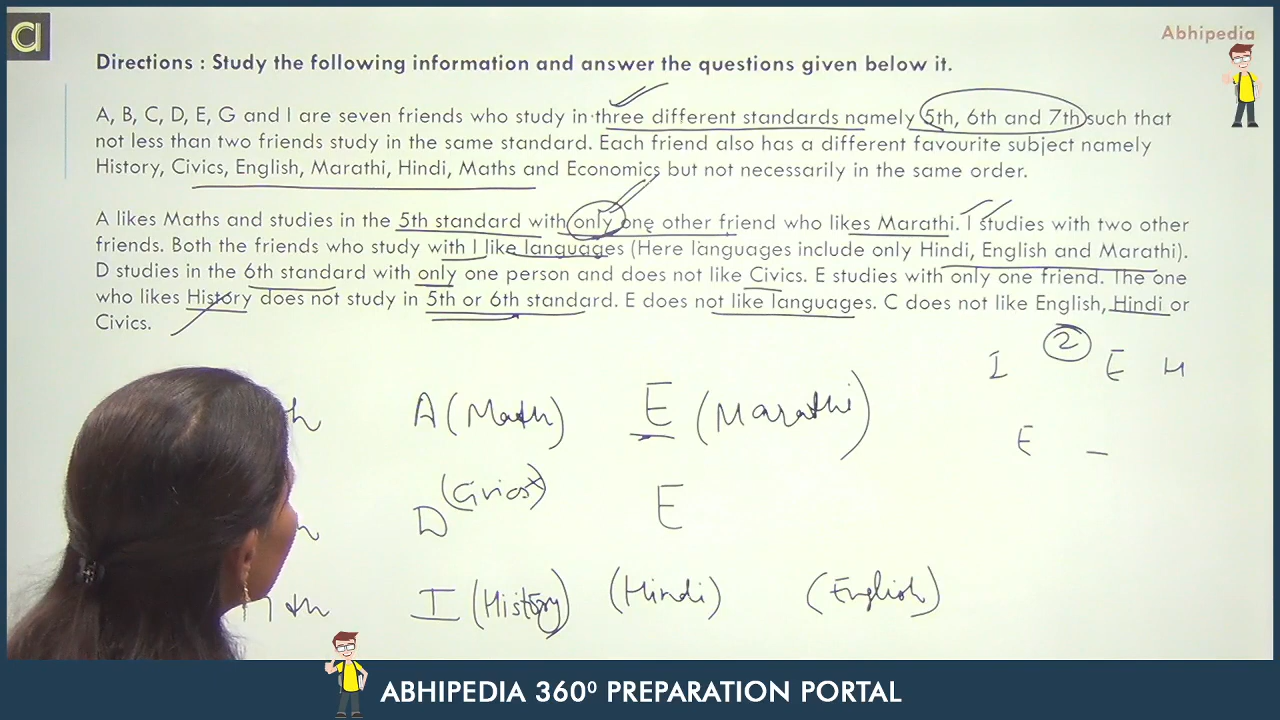 Abhipedia
Directions : Study the following information and answer the questions given below it.
A, B, C, D, E, G and I are seven friends who study in three different standards namely 5th, 6th and 7th such that
not less than two friends study in the same standard. Each friend also has a different favourite subject namely
History, Civics, English, Marathi, Hindi, Maths and Economics but not necessarily in the same order.
A likes Maths and studies in the 5th standard with only one other friend who likes Marathi. I studies with two other
friends. Both the friends who study with I like languages (Here languages include only Hindi, English and Marathi).
D studies in the 6th standard with only one person and does not like Civics. E studies with only one friend. The one
who likes History does not study in 5th or 6th standard. E does not like languages. C does not like English, Hindi or
Civics.
2
I E H
E _
h A (Math) E (Marathi)
(Civics x)
D E
7th I (History) (Hindi) (English)
ABHIPEDIA 360⁰ PREPARATION PORTAL